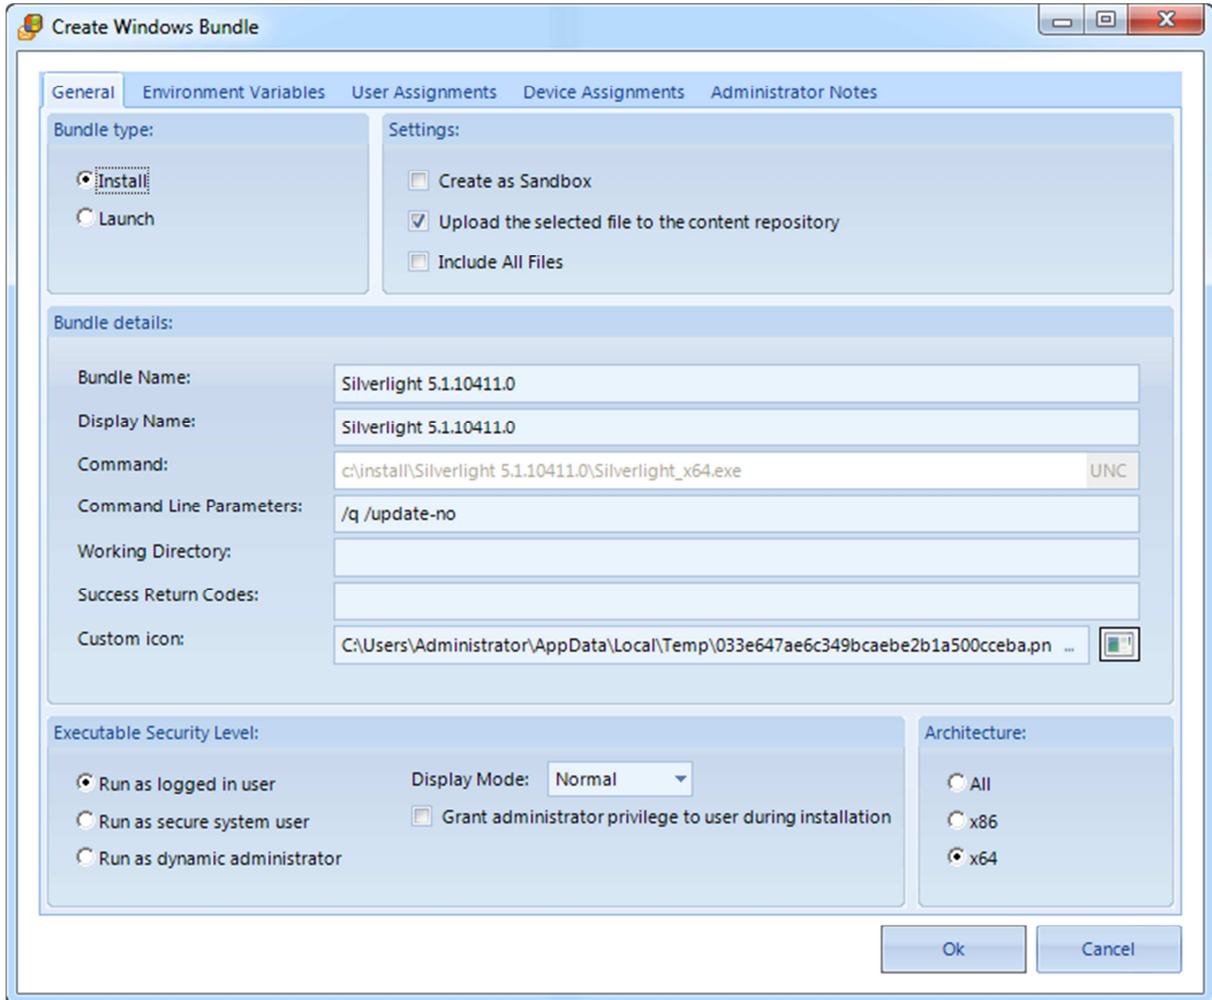 Create Windows Bundle
General Environment Variables User Assignments Device Assignments Administrator Notes
Bundle type:
Install
Launch
Settings:
Create as Sandbox
Upload the selected file to the content repository
Include All Files
Bundle details:
Bundle Name: Silverlight 5.1.10411.0
Display Name: Silverlight 5.1.10411.0
Command: c:\install\Silverlight 5.1.10411.0\Silverlight_x64.exe UNC
Command Line Parameters: /q /update-no
Working Directory:
Success Return Codes:
Custom icon: C:\Users\Administrator\AppData\Local\Temp\033e647ae6c349bcaebe2b1a500cceba.pn ...
Executable Security Level:
Run as logged in user
Run as secure system user
Run as dynamic administrator
Display Mode: Normal
Grant administrator privilege to user during installation
Architecture:
All
x86
x64
Ok Cancel